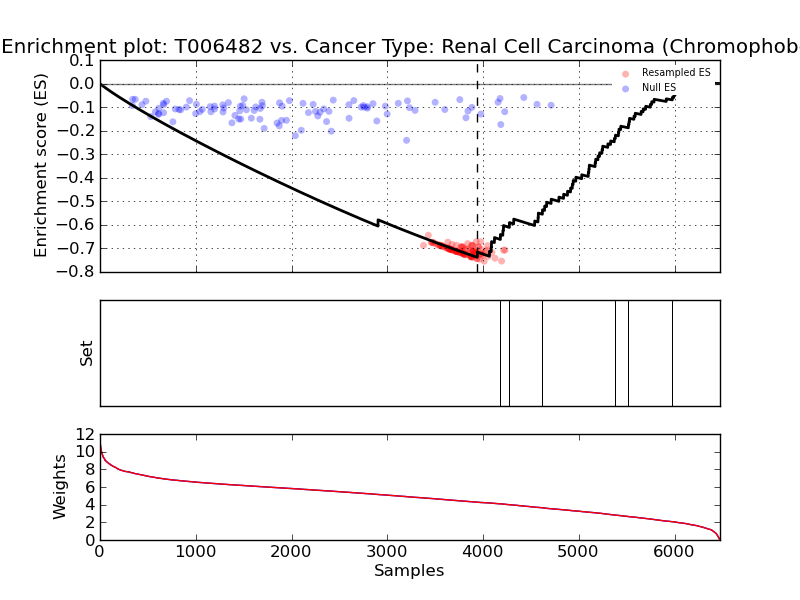 Enrichment plot: T006482 vs. Cancer Type: Renal Cell Carcinoma (Chromophob
0.1
0.0
−0.1
−0.2
−0.3
−0.4
−0.5
−0.6
−0.7
−0.8
Enrichment score (ES)
Resampled ES
Null ES
Set
12
10
8
6
4
2
0
Weights
0 1000 2000 3000 4000 5000 6000
Samples